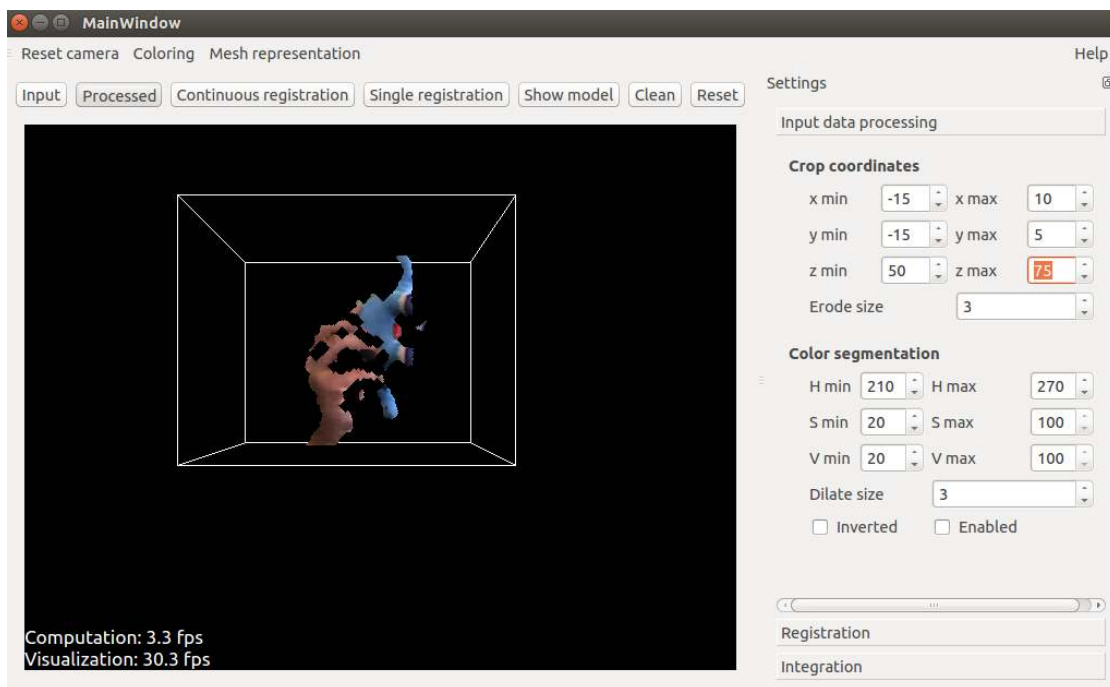 MainWindow
Reset camera Coloring Mesh representation Help
Input Processed Continuous registration Single registration Show model Clean Reset
Settings
Input data processing
Crop coordinates
x min -15 x max 10
y min -15 y max 5
z min 50 z max 75
Erode size 3
Color segmentation
H min 210 H max 270
S min 20 S max 100
V min 20 V max 100
Dilate size 3
Inverted Enabled
Computation: 3.3 fps
Visualization: 30.3 fps
Registration
Integration